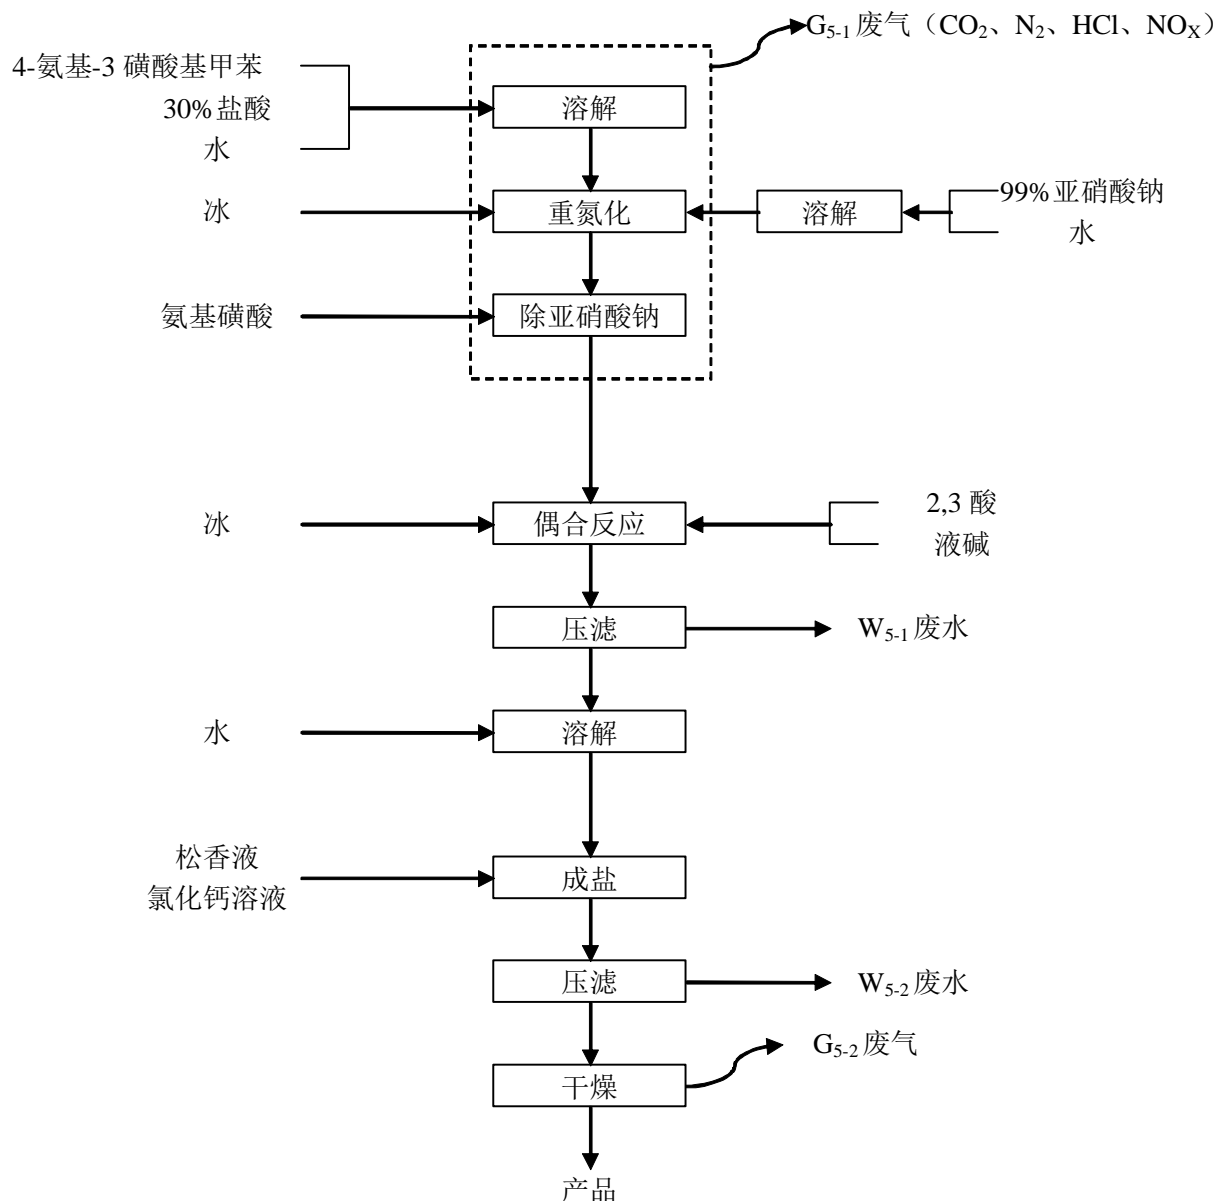 G5-1废气（CO2、N2、HCl、NOX）
4-氨基-3 磺酸基甲苯
30%盐酸
水
溶解
冰
重氮化
溶解
99%亚硝酸钠
水
氨基磺酸
除亚硝酸钠
冰
偶合反应
2,3 酸
液碱
压滤
W5-1废水
水
溶解
松香液
氯化钙溶液
成盐
压滤
W5-2废水
G5-2废气
干燥
产品